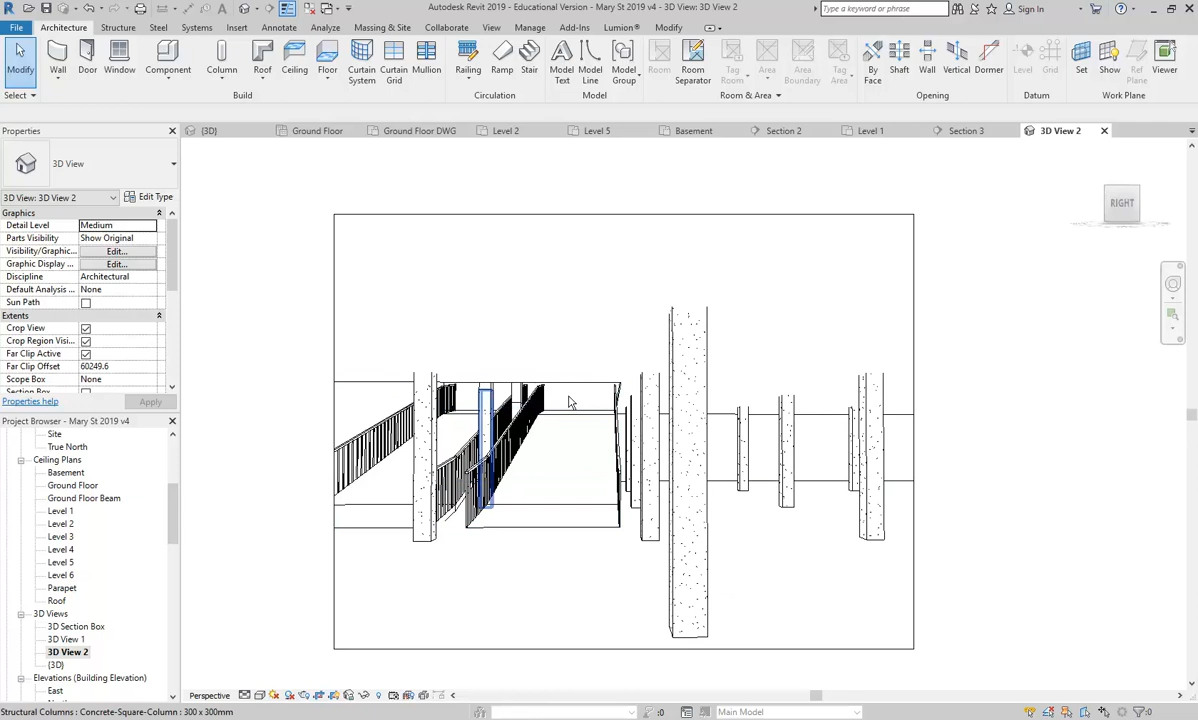 Autodesk Revit 2019 - Educational Version - Mary St 2019 v4 - 3D View: 3D View 2
Type a keyword or phrase
Sign In
File Architecture Structure Steel Systems Insert Annotate Analyze Massing & Site Collaborate View Manage Add-Ins Lumion® Modify
Modify Wall Door Window Component Column Roof Ceiling Floor Curtain System Curtain Grid Mullion Railing Ramp Stair Model Text Model Line Model Group Room Room Separator Tag Room Area Area Boundary Tag Area By Face Shaft Wall Vertical Dormer Level Grid Set Show Ref Plane Viewer
Select Build Circulation Model Room & Area Opening Datum Work Plane
Properties
{3D} Ground Floor Ground Floor DWG Level 2 Level 5 Basement Section 2 Level 1 Section 3 3D View 2
3D View
3D View: 3D View 2 Edit Type
Graphics
Detail Level Medium
Parts Visibility Show Original
Visibility/Graphic... Edit...
Graphic Display ... Edit...
Discipline Architectural
Default Analysis ... None
Sun Path
Extents
Crop View
Crop Region Visi...
Far Clip Active
Far Clip Offset 60249.6
Scope Box None
Properties help Apply
Project Browser - Mary St 2019 v4
Site
True North
Ceiling Plans
Basement
Ground Floor
Ground Floor Beam
Level 1
Level 2
Level 3
Level 4
Level 5
Level 6
Parapet
Roof
3D Views
3D Section Box
3D View 1
3D View 2
{3D}
Elevations (Building Elevation)
East
RIGHT
Perspective
Structural Columns : Concrete-Square-Column : 300 x 300mm
:0
Main Model
:0